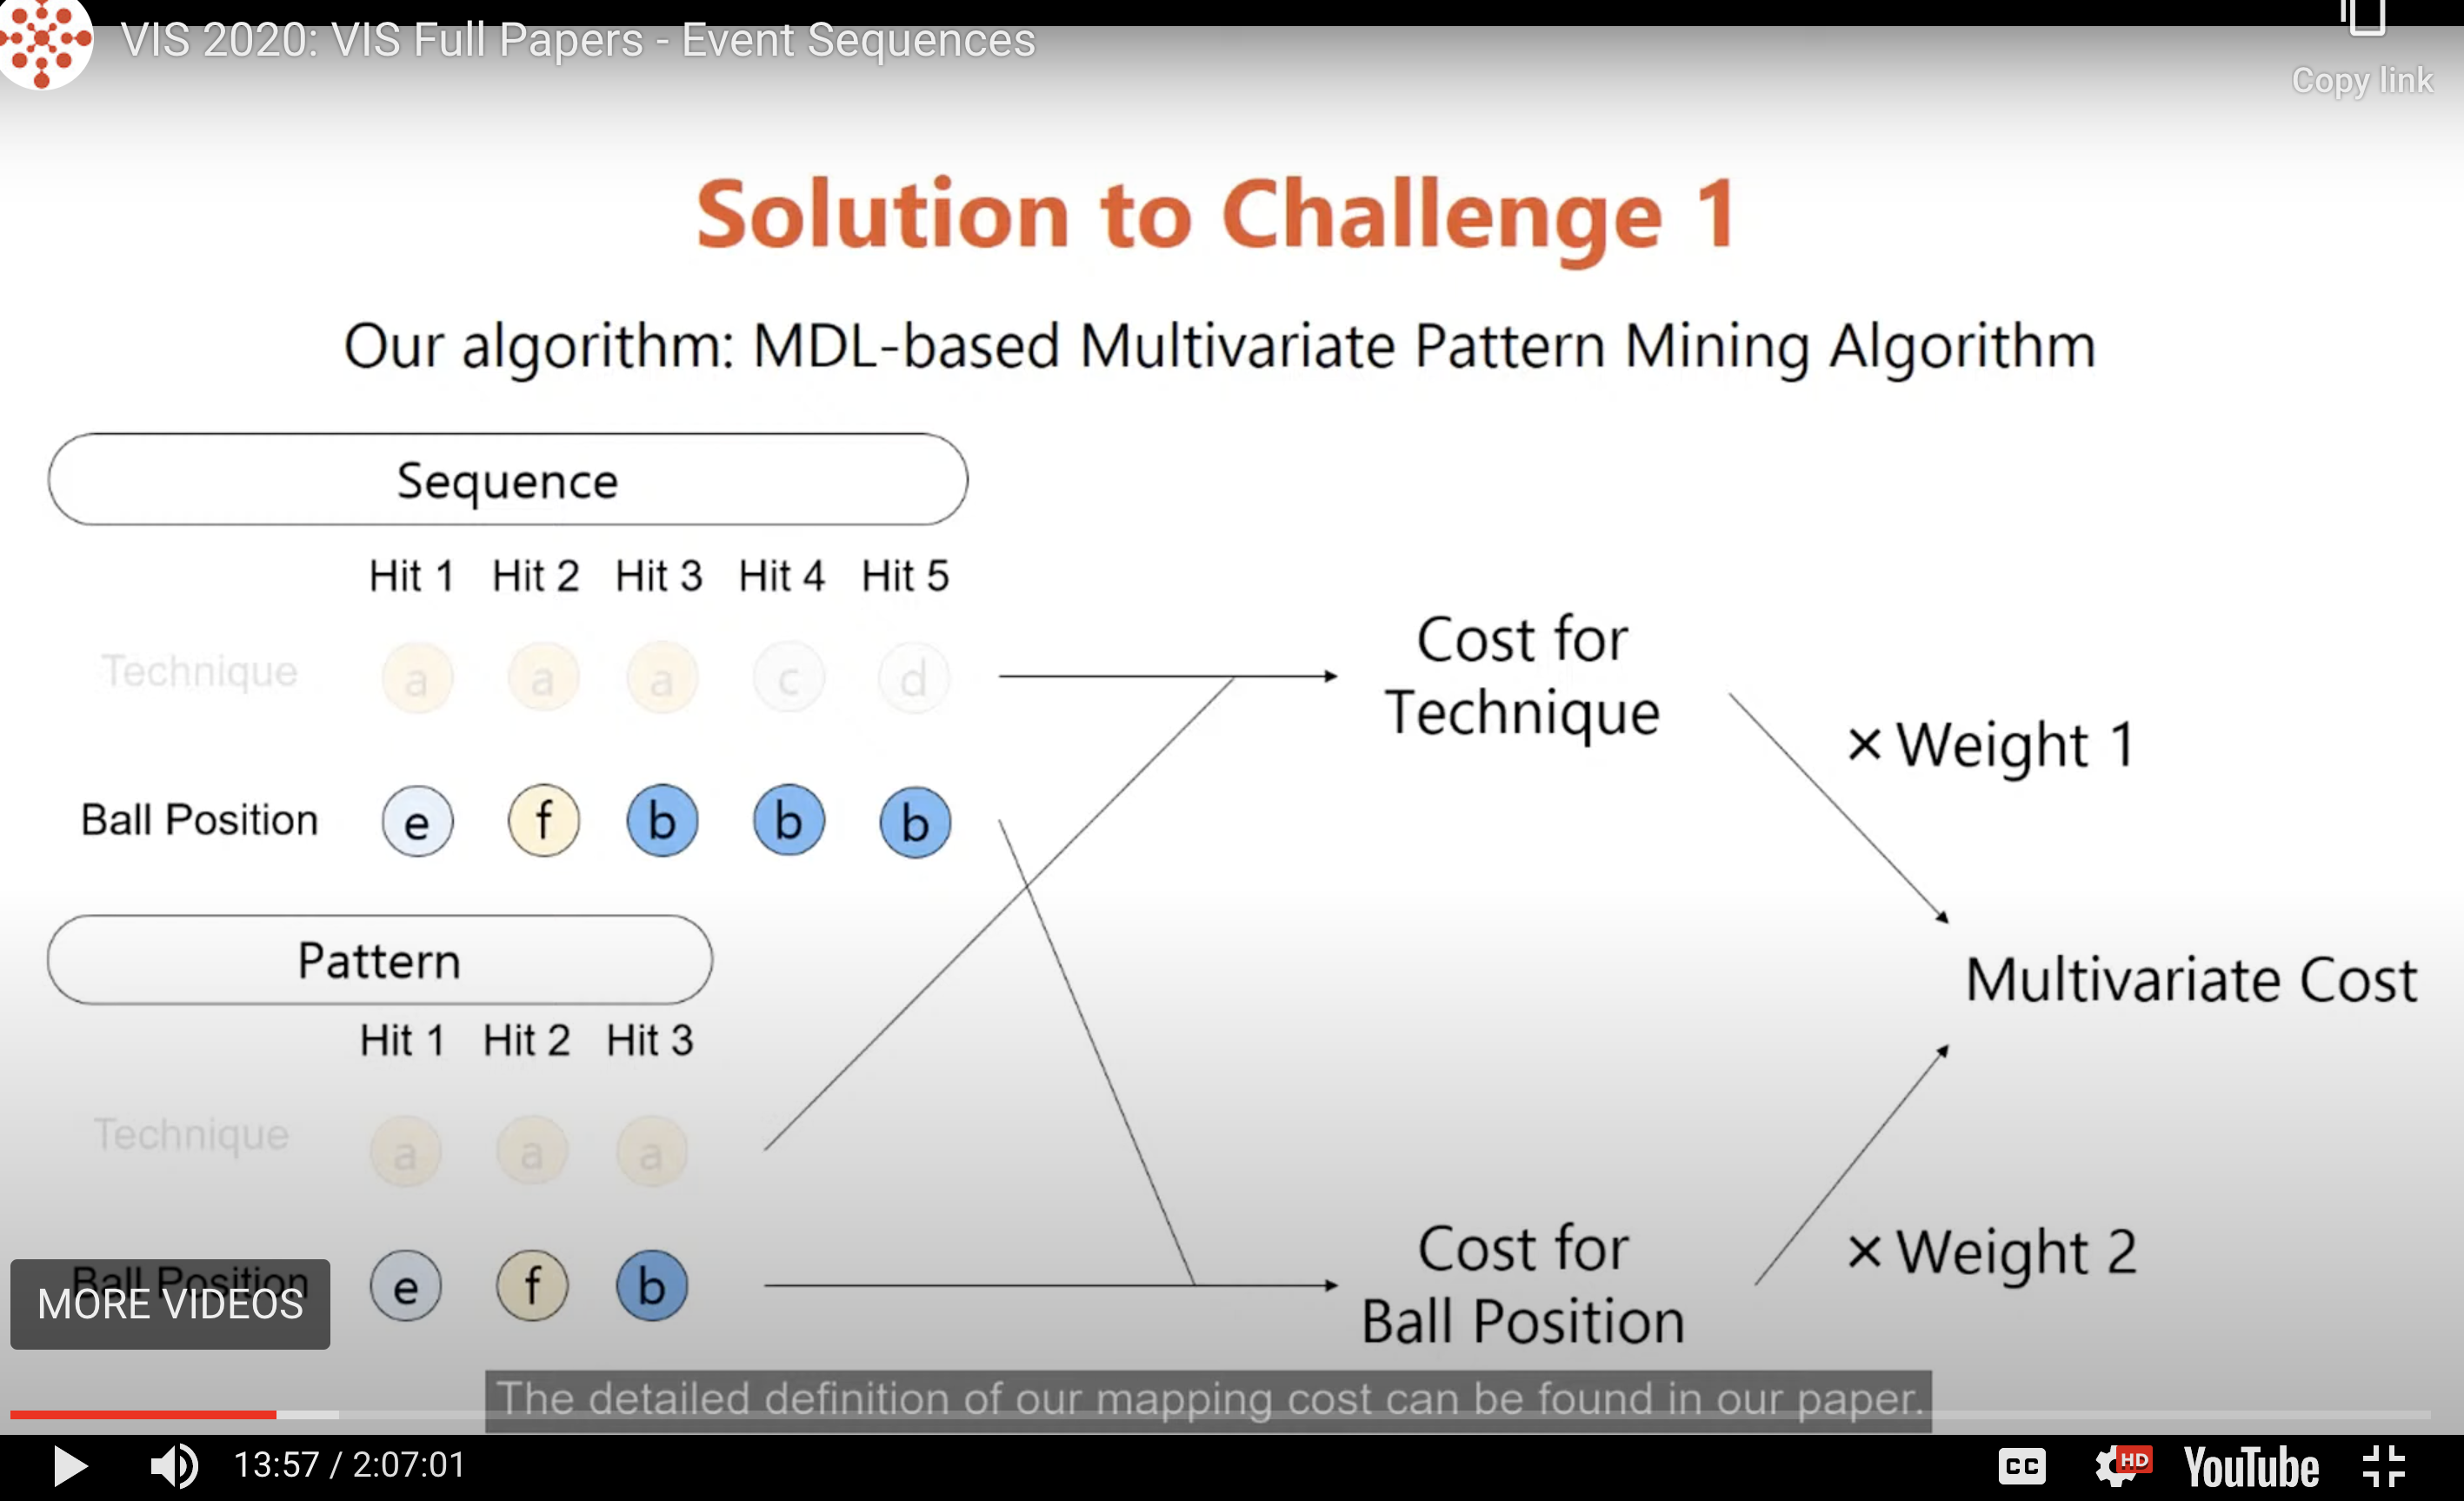 VIS 2020: VIS Full Papers - Event Sequences
Copy link
Solution to Challenge 1
Our algorithm: MDL-based Multivariate Pattern Mining Algorithm
Sequence
Hit 1 Hit 2 Hit 3 Hit 4 Hit 5
Technique a a a c d
Ball Position e f b b b
Pattern
Hit 1 Hit 2 Hit 3
Technique a a a
Ball Position e f b
Cost for
Technique
× Weight 1
Multivariate Cost
× Weight 2
Cost for
Ball Position
MORE VIDEOS
The detailed definition of our mapping cost can be found in our paper.
13:57 / 2:07:01
CC
HD
YouTube